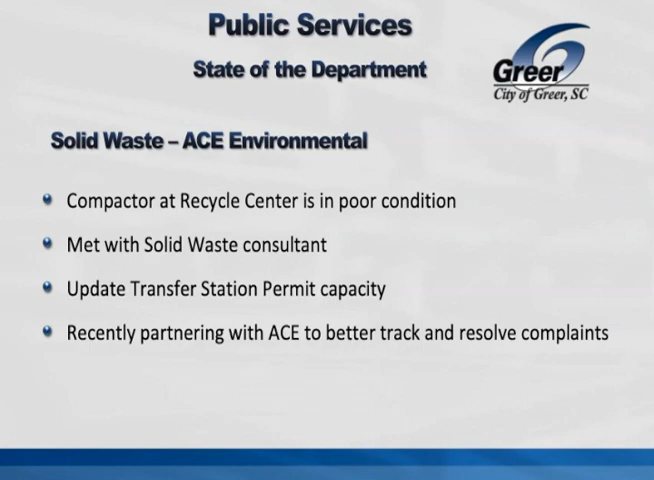 Public Services
State of the Department
Greer
City of Greer, SC
Solid Waste – ACE Environmental
Compactor at Recycle Center is in poor condition
Met with Solid Waste consultant
Update Transfer Station Permit capacity
Recently partnering with ACE to better track and resolve complaints